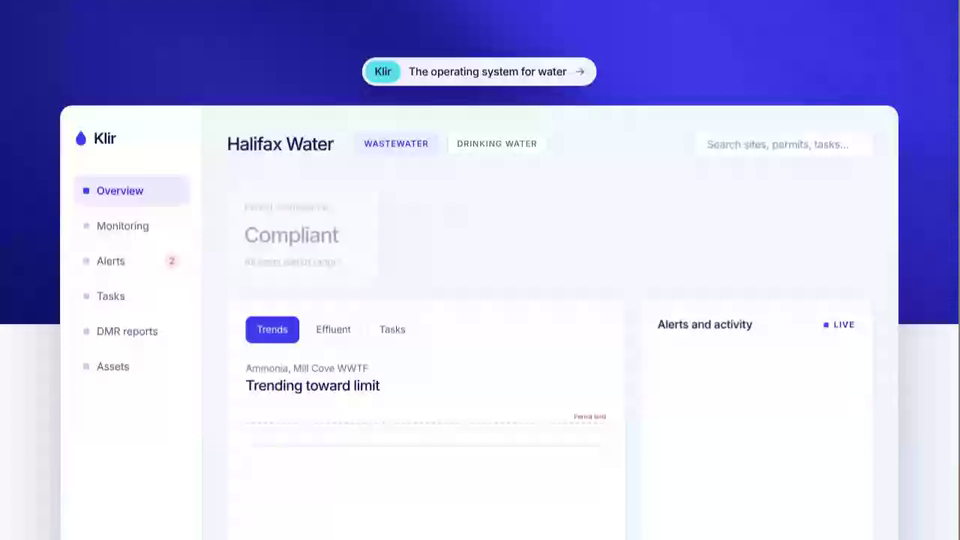 Klir The operating system for water →
Klir
Halifax Water WASTEWATER DRINKING WATER Search sites, permits, tasks...
Overview
Monitoring
Alerts 2
Tasks
DMR reports
Assets
Compliant
Trends Effluent Tasks
Ammonia, Mill Cove WWTF
Trending toward limit
Permit limit
Alerts and activity LIVE